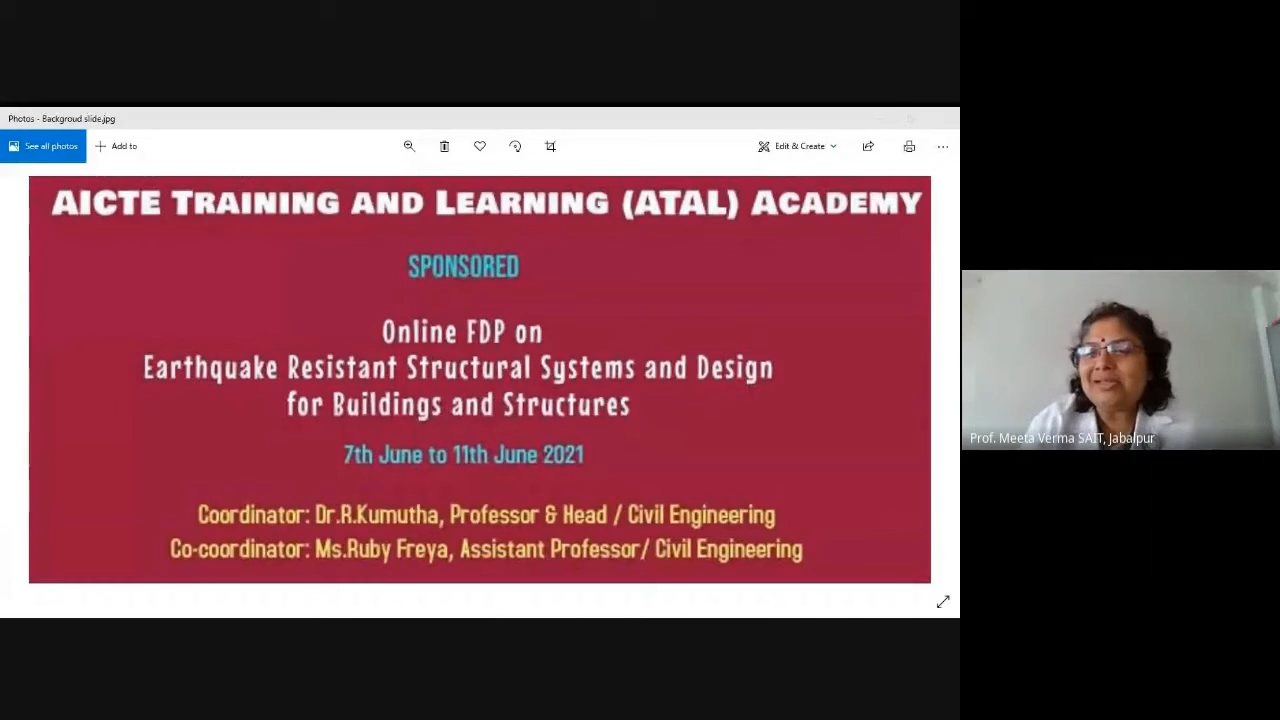 Photos - Backgroud slide.jpg
See all photos
Add to
Edit & Create
AICTE TRAINING AND LEARNING (ATAL) ACADEMY
SPONSORED
Online FDP on
Earthquake Resistant Structural Systems and Design
for Buildings and Structures
7th June to 11th June 2021
Coordinator: Dr.R.Kumutha, Professor & Head / Civil Engineering
Co-coordinator: Ms.Ruby Freya, Assistant Professor/ Civil Engineering
Prof. Meeta Verma SAIT, Jabalpur